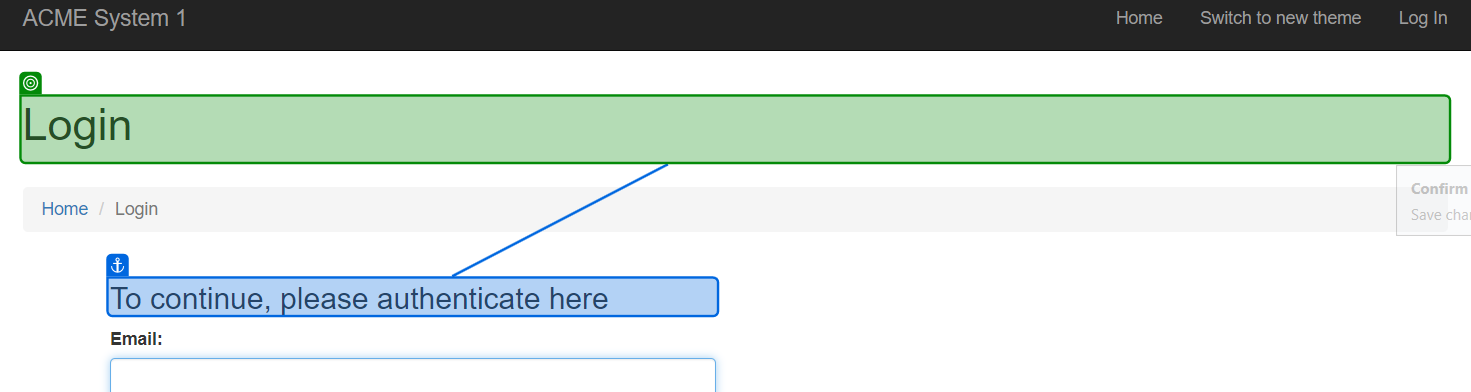 ACME System 1 Home Switch to new theme Log In
Login
Home / Login
Confirm
Save
To continue, please authenticate here
Email: